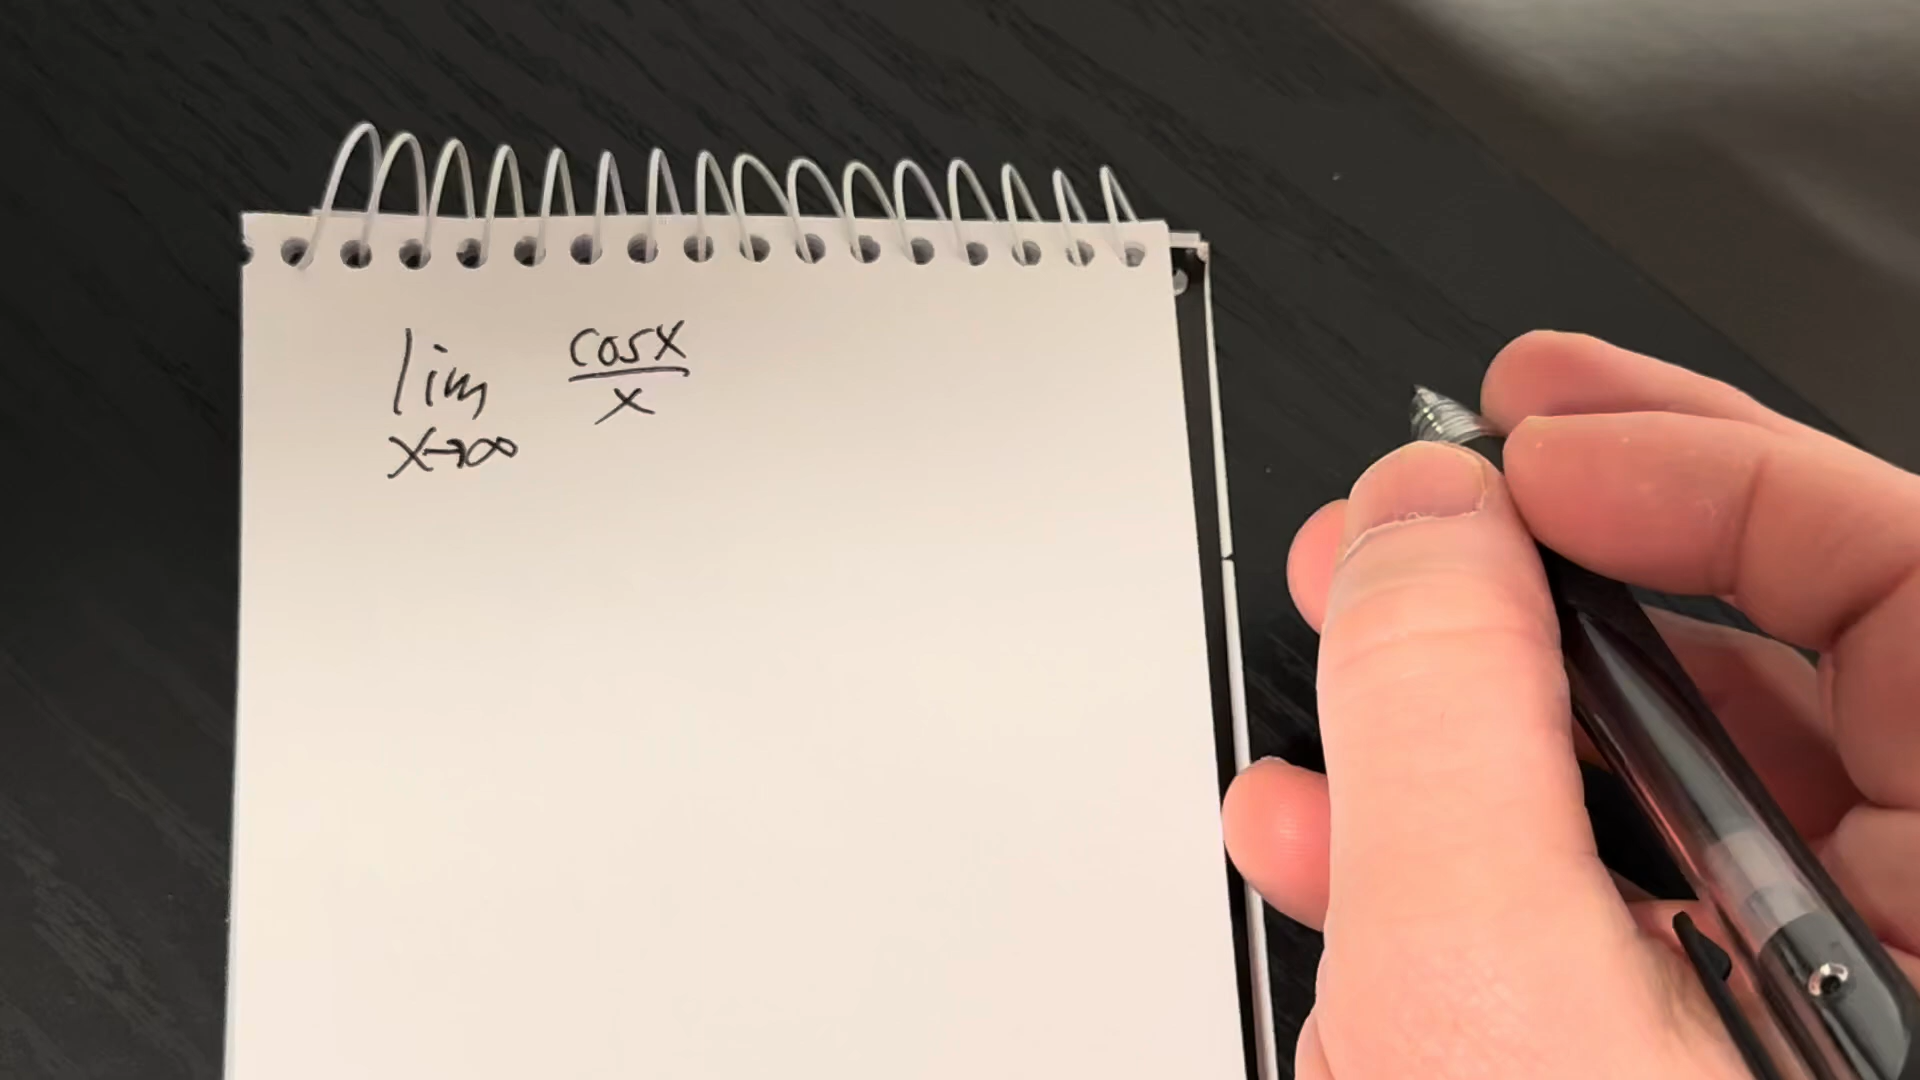 lim cosx/x
x→∞